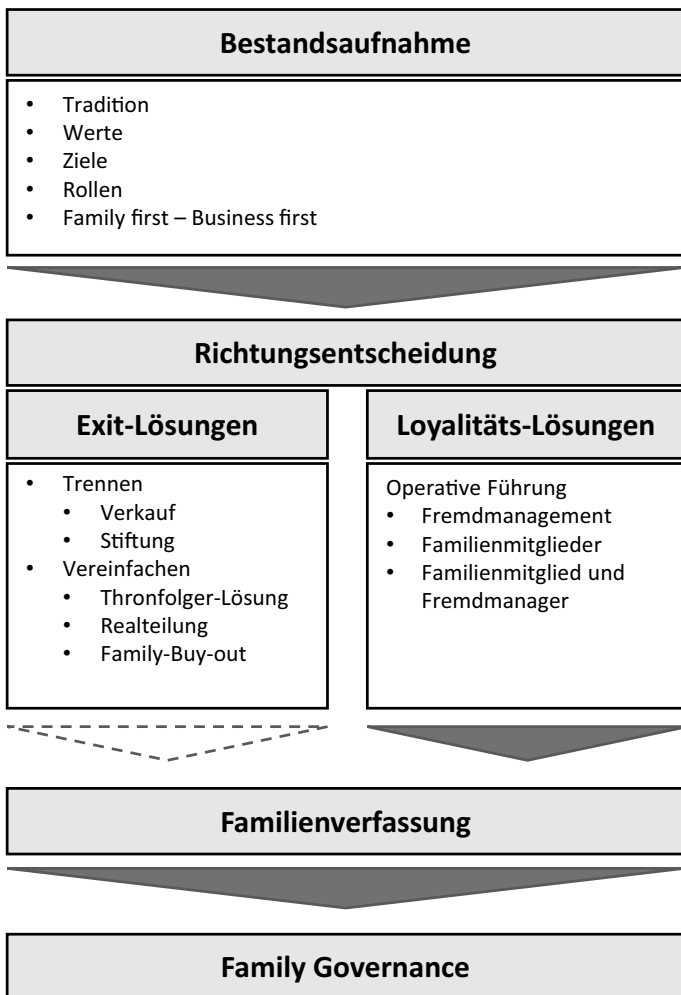 Bestandsaufnahme
• Tradition
• Werte
• Ziele
• Rollen
• Family first – Business first
Richtungsentscheidung
Exit-Lösungen
• Trennen
• Verkauf
• Stiftung
• Vereinfachen
• Thronfolger-Lösung
• Realteilung
• Family-Buy-out
Loyalitäts-Lösungen
Operative Führung
• Fremdmanagement
• Familienmitglieder
• Familienmitglied und
Fremdmanager
Familienverfassung
Family Governance